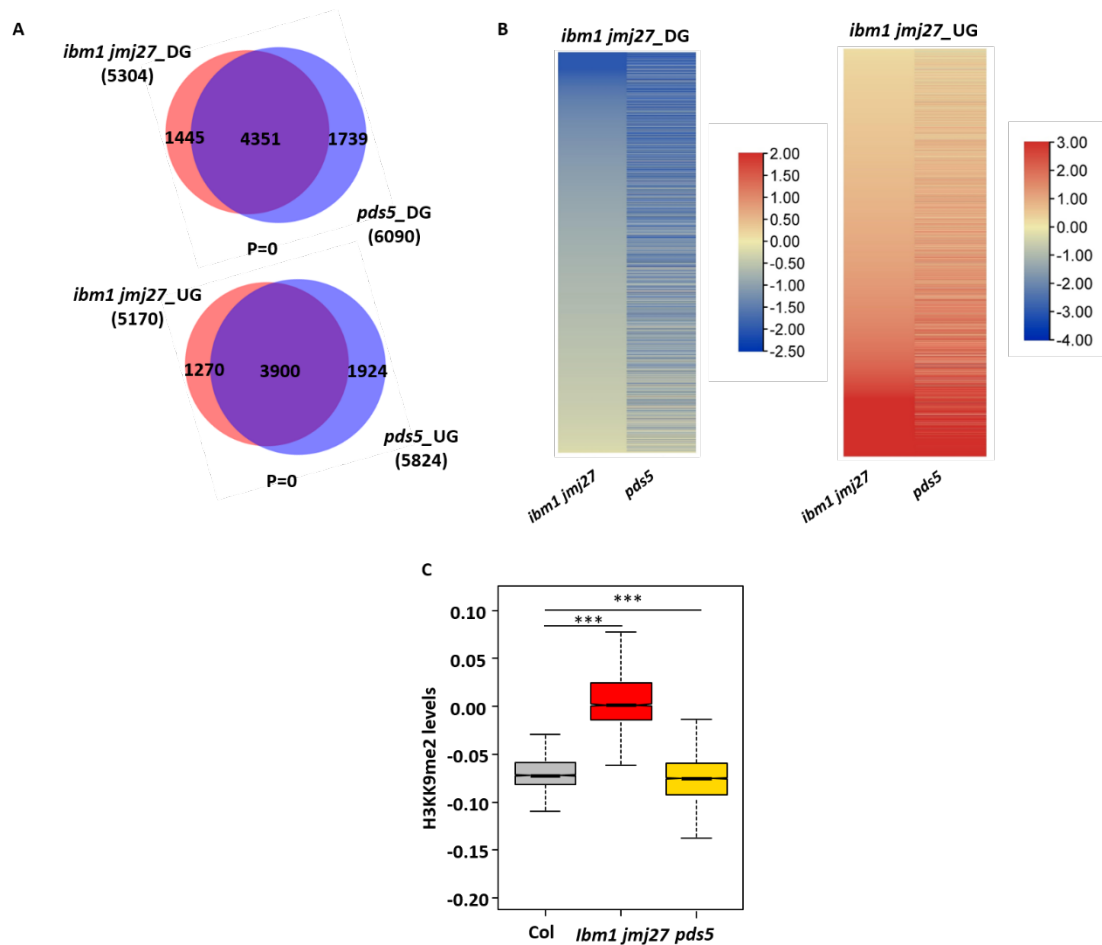 A
ibm1 jmj27_DG
(5304)
1445
4351
1739
pds5_DG
(6090)
P=0
ibm1 jmj27_UG
(5170)
1270
3900
1924
pds5_UG
(5824)
P=0
B
ibm1 jmj27_DG
2.00
1.50
1.00
0.50
0.00
-0.50
-1.00
-1.50
-2.00
-2.50
ibm1 jmj27
pds5
ibm1 jmj27_UG
3.00
2.00
1.00
0.00
-1.00
-2.00
-3.00
-4.00
ibm1 jmj27
pds5
C
H3KK9me2 levels
0.10
0.05
0.00
-0.05
-0.10
-0.15
-0.20
***
***
Col
Ibm1 jmj27
pds5